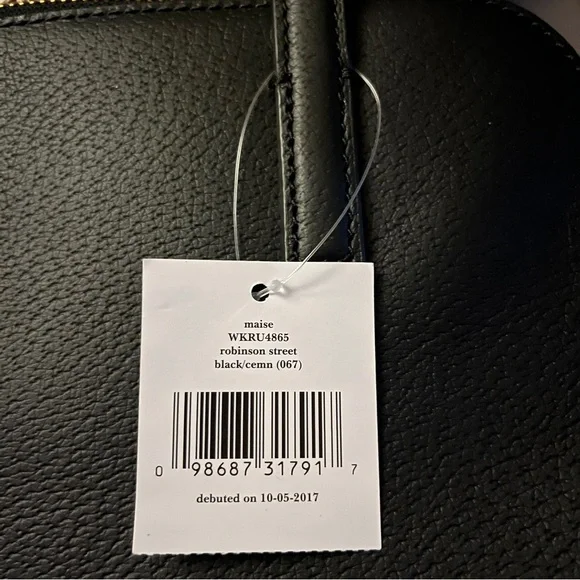 maise
WKRU4865
robinson street
black/cemn (067)
0 98687 31791 7
debuted on 10-05-2017